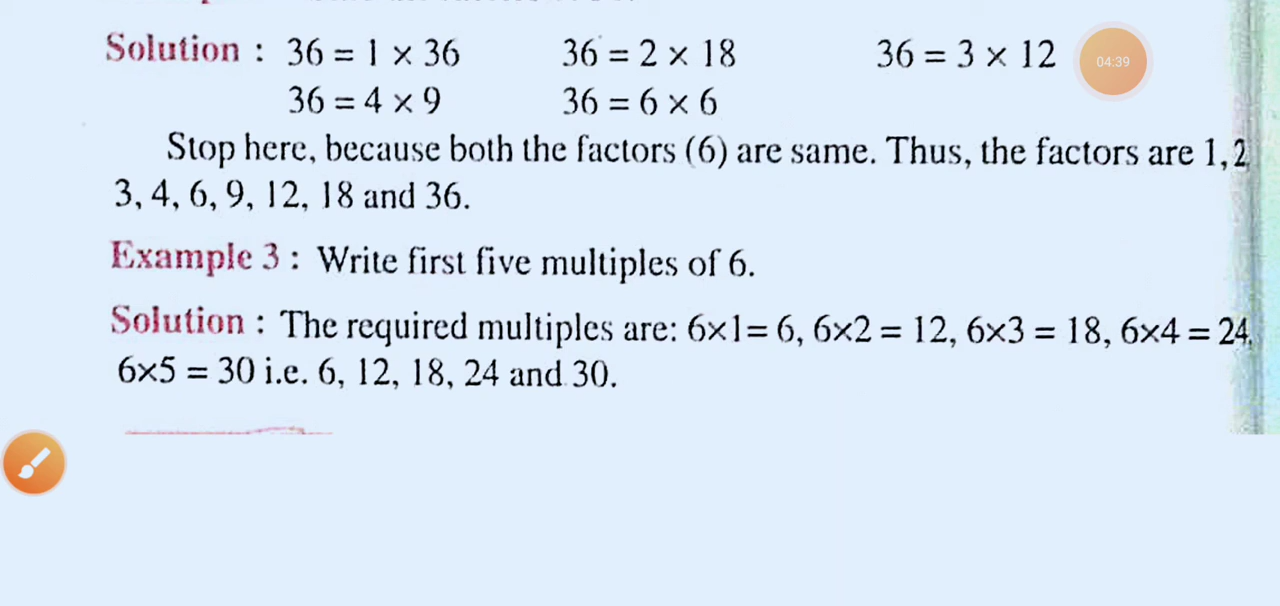 Solution : 36 = 1 × 36 36 = 2 × 18 36 = 3 × 12 04:39
36 = 4 × 9 36 = 6 × 6
Stop here, because both the factors (6) are same. Thus, the factors are 1, 2
3, 4, 6, 9, 12, 18 and 36.
Example 3 : Write first five multiples of 6.
Solution : The required multiples are: 6×1= 6, 6×2 = 12, 6×3 = 18, 6×4 = 24,
6×5 = 30 i.e. 6, 12, 18, 24 and 30.